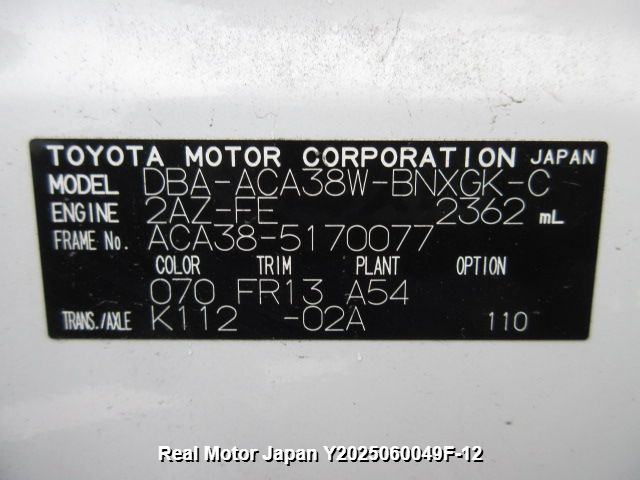 TOYOTA MOTOR CORPORATION JAPAN
MODEL DBA-ACA38W-BNXGK-C
ENGINE 2AZ-FE 2362 mL
FRAME No. ACA38-5170077
COLOR TRIM PLANT OPTION
070 FR13 A54
TRANS./AXLE K112 -02A 110
Real Motor Japan Y2025060049F-12